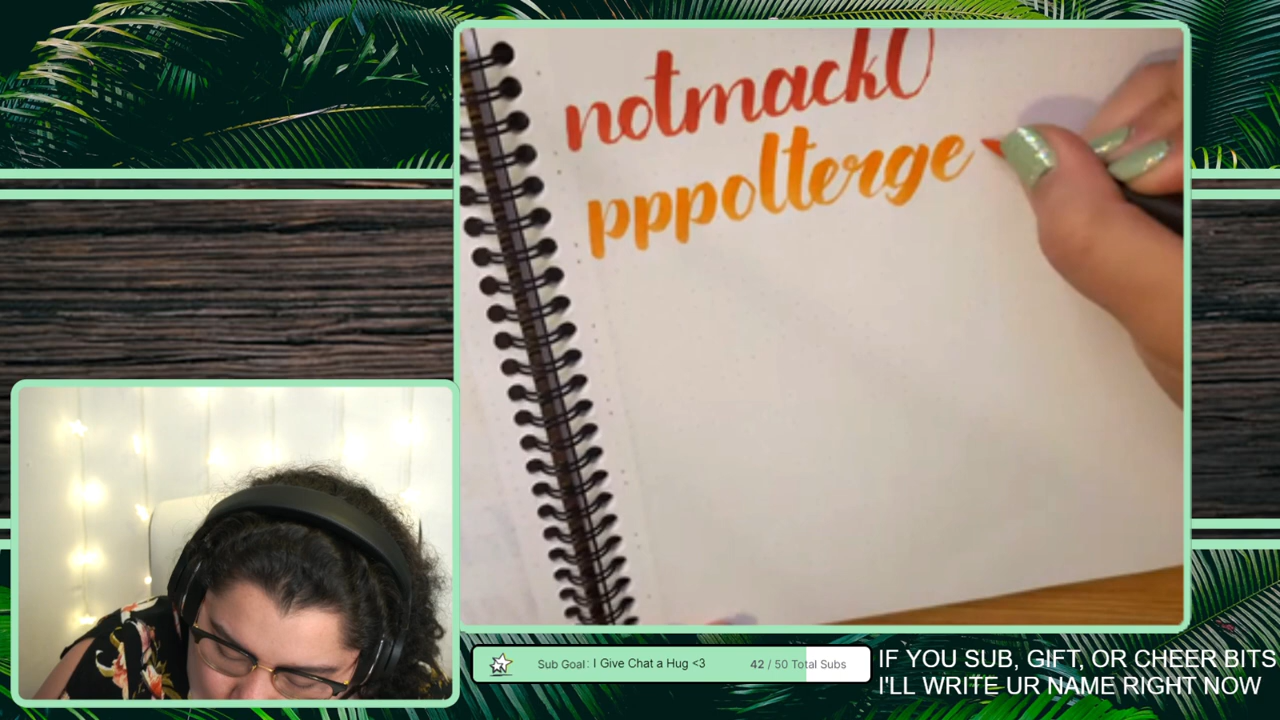 notmack0
pppolterge
Sub Goal: I Give Chat a Hug <3 42 / 50 Total Subs
IF YOU SUB, GIFT, OR CHEER BITS
I'LL WRITE UR NAME RIGHT NOW